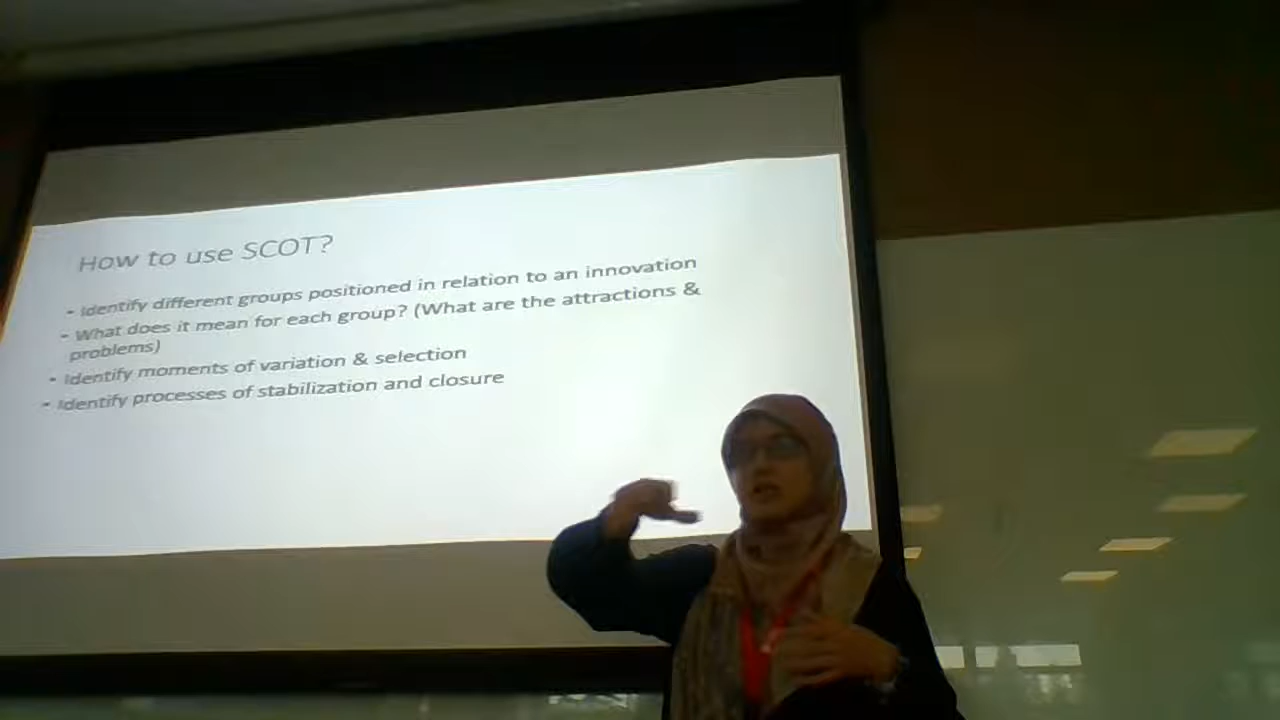 How to use SCOT?
- Identify different groups positioned in relation to an innovation
- What does it mean for each group? (What are the attractions &
problems)
- Identify moments of variation & selection
- Identify processes of stabilization and closure